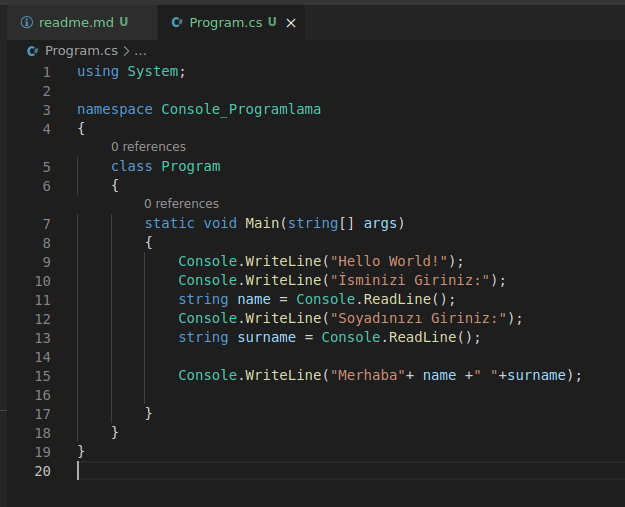 readme.md U
Program.cs U ×
Program.cs > ...
1 using System;
2
3 namespace Console_Programlama
4 {
0 references
5 class Program
6 {
0 references
7 static void Main(string[] args)
8 {
9 Console.WriteLine("Hello World!");
10 Console.WriteLine("İsminizi Giriniz:");
11 string name = Console.ReadLine();
12 Console.WriteLine("Soyadınızı Giriniz:");
13 string surname = Console.ReadLine();
14
15 Console.WriteLine("Merhaba"+ name +" "+surname);
16
17 }
18 }
19 }
20